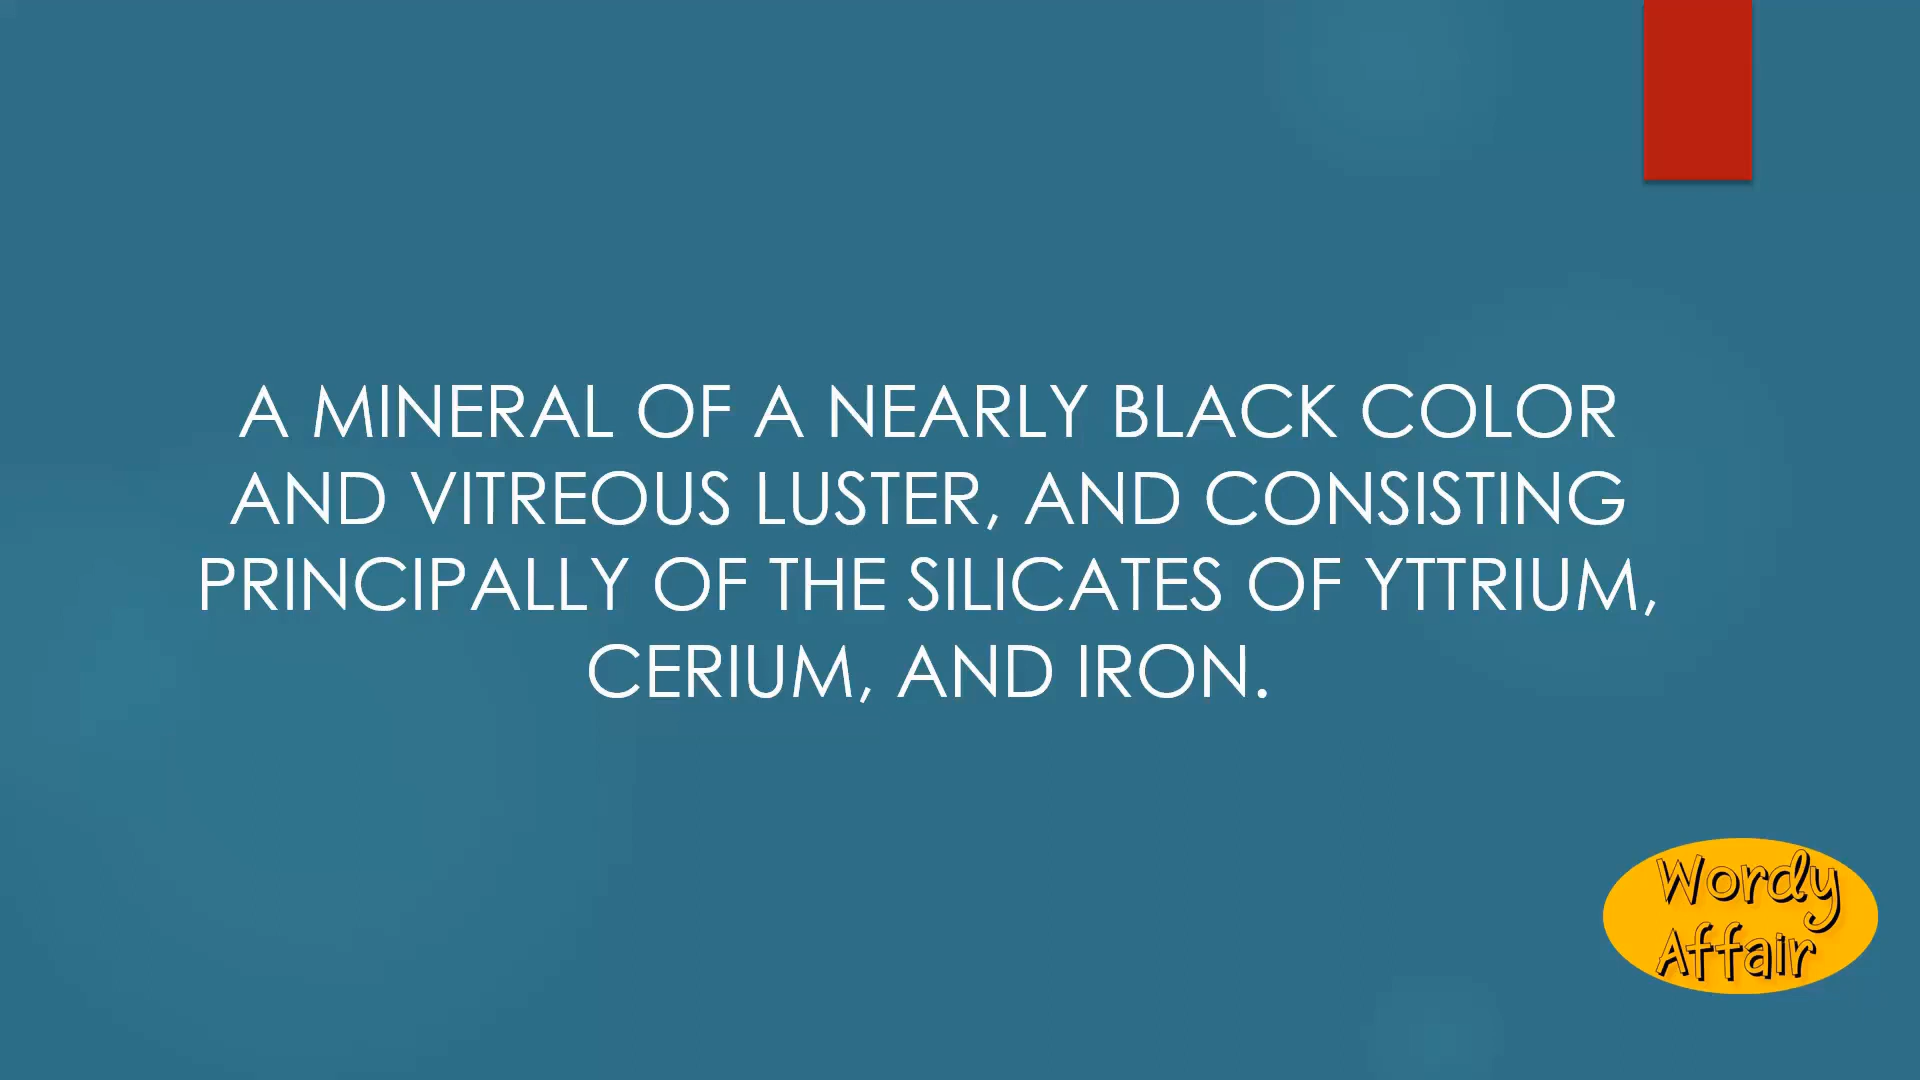 A MINERAL OF A NEARLY BLACK COLOR
AND VITREOUS LUSTER, AND CONSISTING
PRINCIPALLY OF THE SILICATES OF YTTRIUM,
CERIUM, AND IRON.
Wordy
Affair